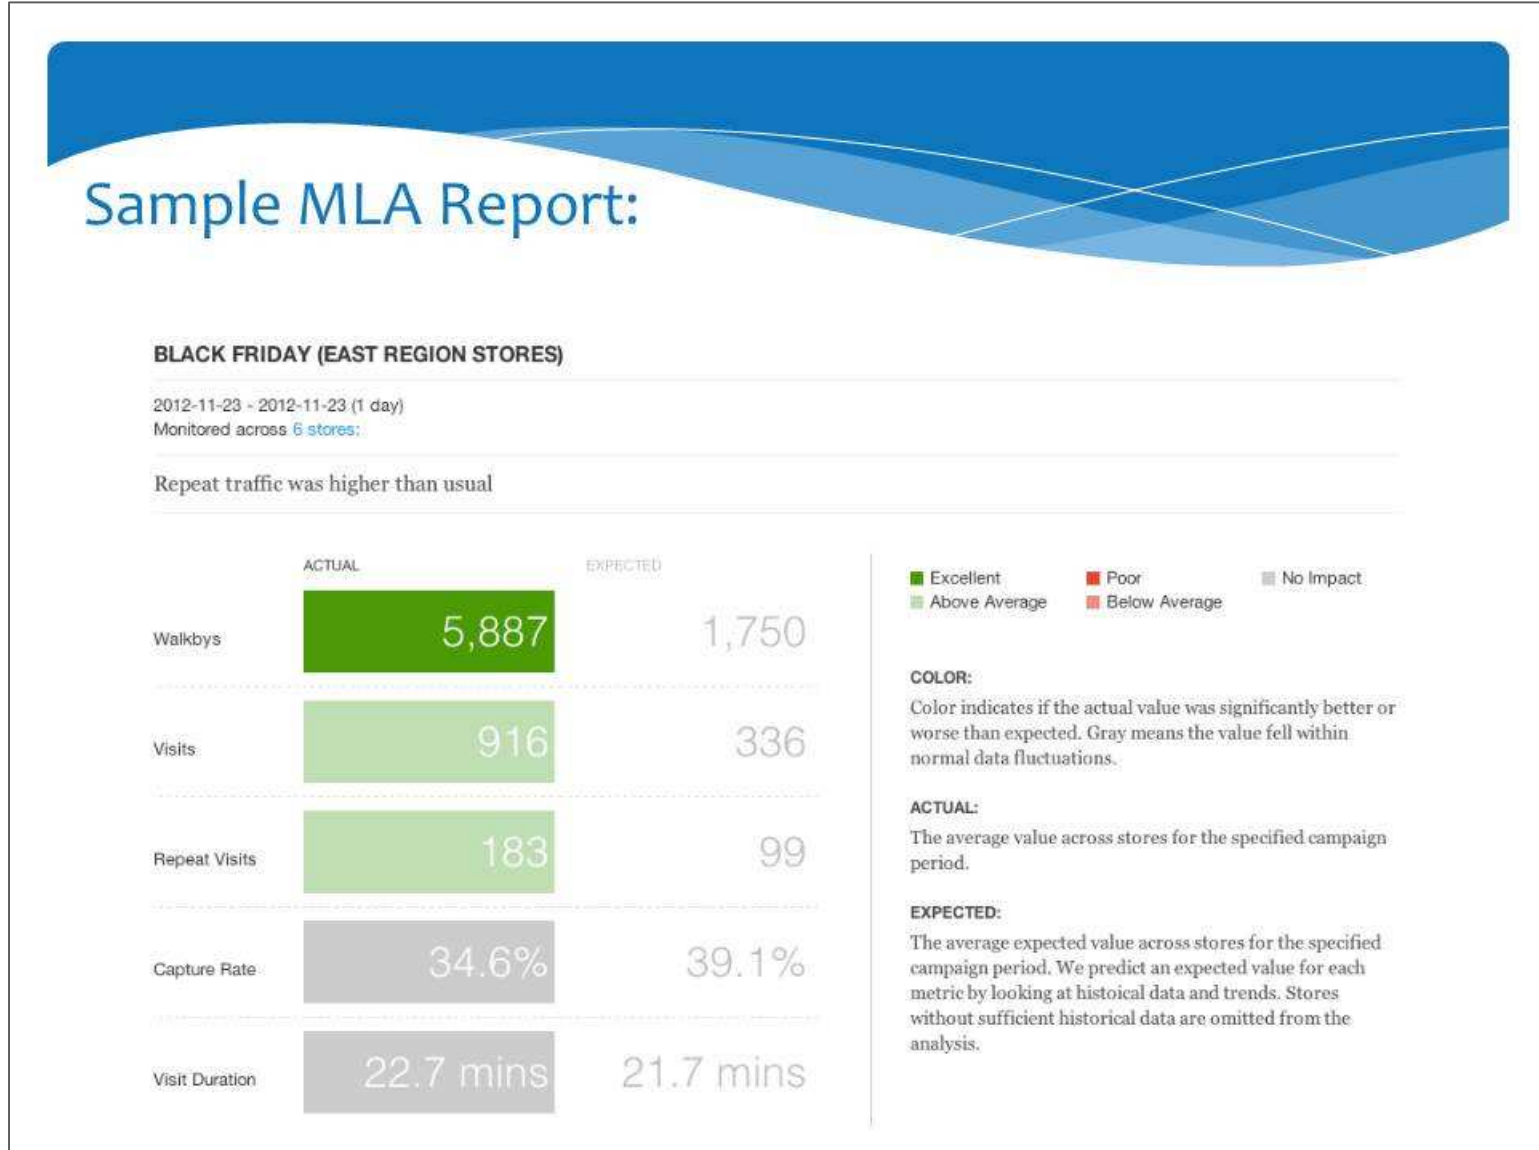 Sample MLA Report:
BLACK FRIDAY (EAST REGION STORES)
2012-11-23 - 2012-11-23 (1 day)
Monitored across 6 stores:
Repeat traffic was higher than usual
ACTUAL EXPECTED
Walkbys 5,887 1,750
Visits 916 336
Repeat Visits 183 99
Capture Rate 34.6% 39.1%
Visit Duration 22.7 mins 21.7 mins
Excellent Poor No Impact
Above Average Below Average
COLOR:
Color indicates if the actual value was significantly better or
worse than expected. Gray means the value fell within
normal data fluctuations.
ACTUAL:
The average value across stores for the specified campaign
period.
EXPECTED:
The average expected value across stores for the specified
campaign period. We predict an expected value for each
metric by looking at histoical data and trends. Stores
without sufficient historical data are omitted from the
analysis.